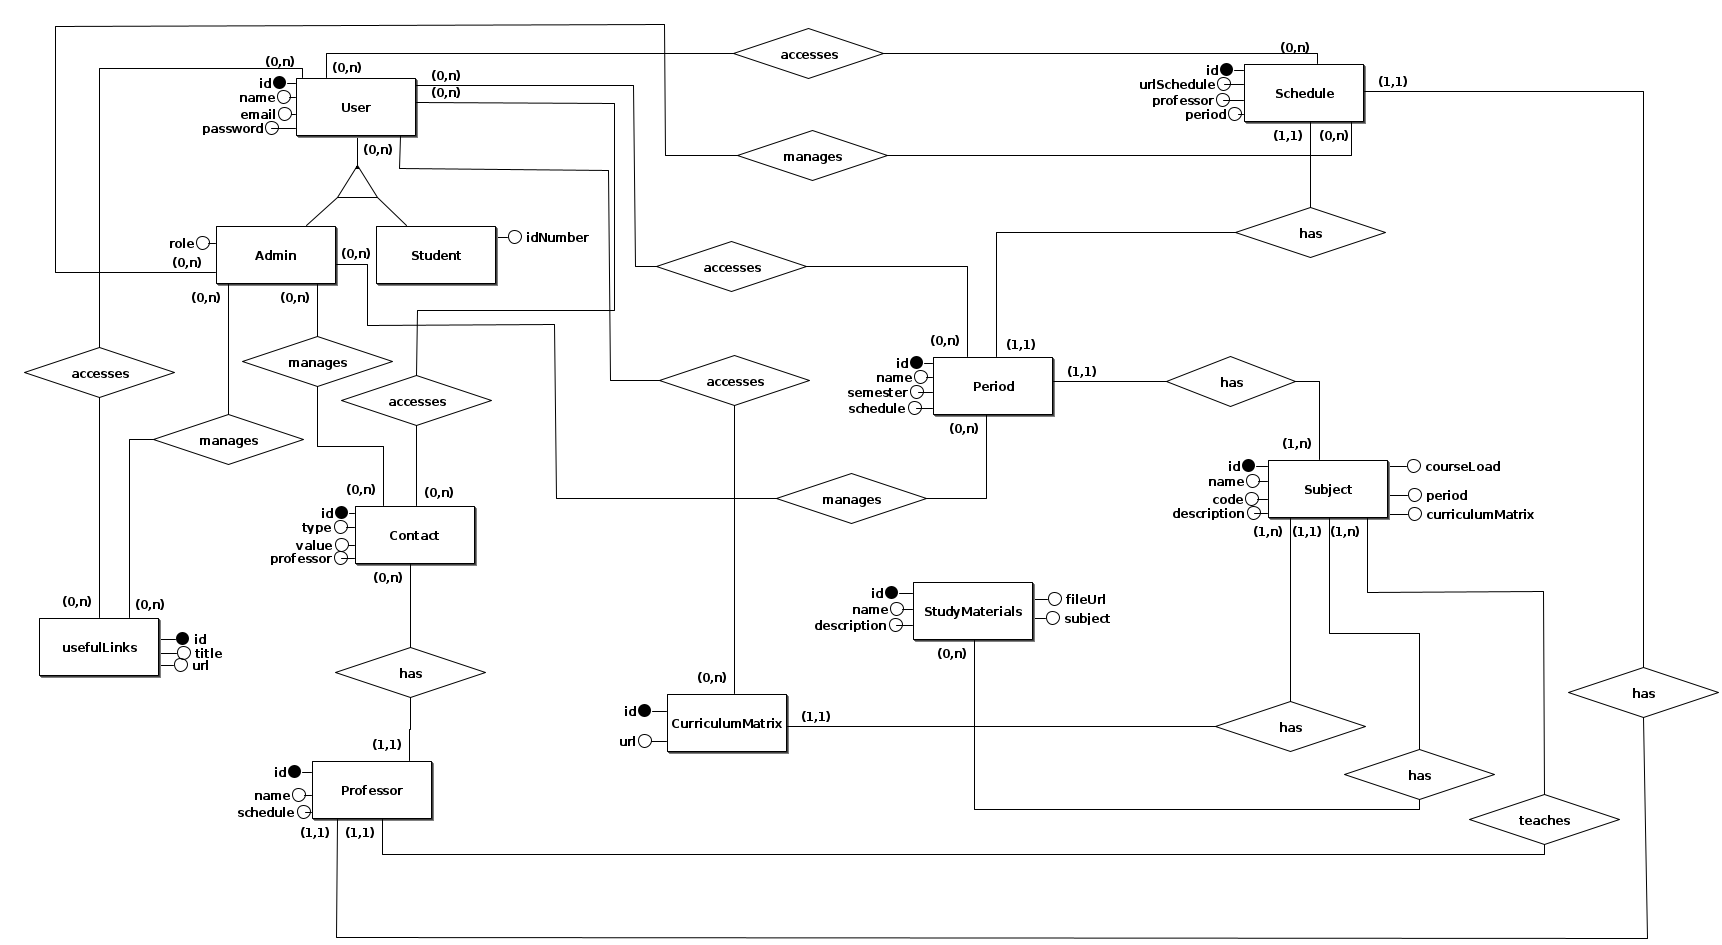 accesses
(0,n)
(0,n)
(0,n)
(0,n)
(0,n)
id
name
email
password
User
(0,n)
id
urlSchedule
professor
period
Schedule
(1,1)
(1,1)
(0,n)
manages
has
role
(0,n)
Admin
(0,n)
Student
idNumber
(0,n)
(0,n)
accesses
accesses
manages
manages
accesses
accesses
(0,n)
(1,1)
id
name
semester
schedule
Period
(1,1)
has
(0,n)
(1,n)
manages
id
name
code
description
Subject
courseLoad
period
curriculumMatrix
(1,n)
(1,1)
(1,n)
(0,n)
(0,n)
id
type
value
professor
Contact
(0,n)
id
name
description
StudyMaterials
fileUrl
subject
(0,n)
(0,n)
(0,n)
usefulLinks
id
title
url
has
(0,n)
id
url
CurriculumMatrix
(1,1)
has
has
has
teaches
(1,1)
id
name
schedule
Professor
(1,1)
(1,1)